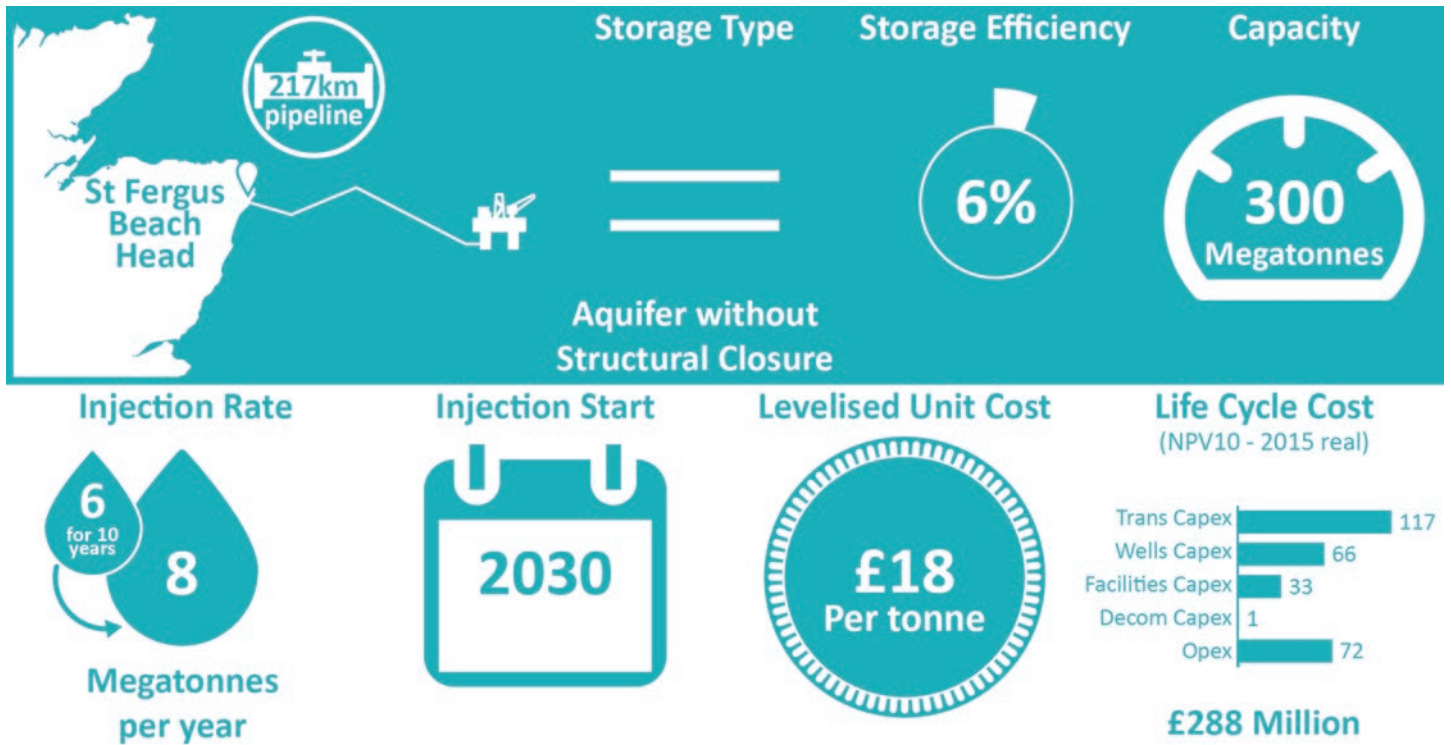 217km
pipeline
St Fergus
Beach
Head
Storage Type
Aquifer without
Structural Closure
Storage Efficiency
6%
Capacity
300
Megatonnes
Injection Rate
6
for 10
years
8
Megatonnes
per year
Injection Start
2030
Levelised Unit Cost
£18
Per tonne
Life Cycle Cost
(NPV10 - 2015 real)
Trans Capex 117
Wells Capex 66
Facilities Capex 33
Decom Capex 1
Opex 72
£288 Million